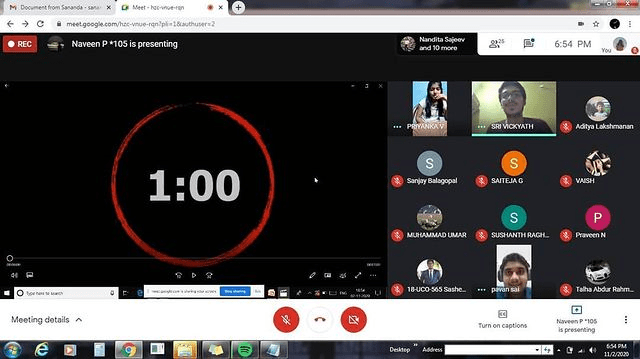 Document from Sananda - sanan
Meet - hzc-vnue-rqn
meet.google.com/hzc-vnue-rqn?pli=1&authuser=2
REC
Naveen P *105 is presenting
Nandita Sajeev
and 10 more
26
6:54 PM
You
1:00
PRIYANKA V
SRI VICKYATH
Aditya Lakshmanan
S
Sanjay Balagopal
S
SAITEJA G
VAISH
MUHAMMAD UMAR
S
SUSHANTH RAGH...
P
Praveen N
18-UCO-565 Sashe...
pavan sai
Talha Abdur Rahm...
Type here to search
meet.google.com is sharing your screen.
Stop sharing
Hide
Meeting details
Turn on captions
Naveen P *105
is presenting
Desktop
Address
6:54 PM
11/2/2020